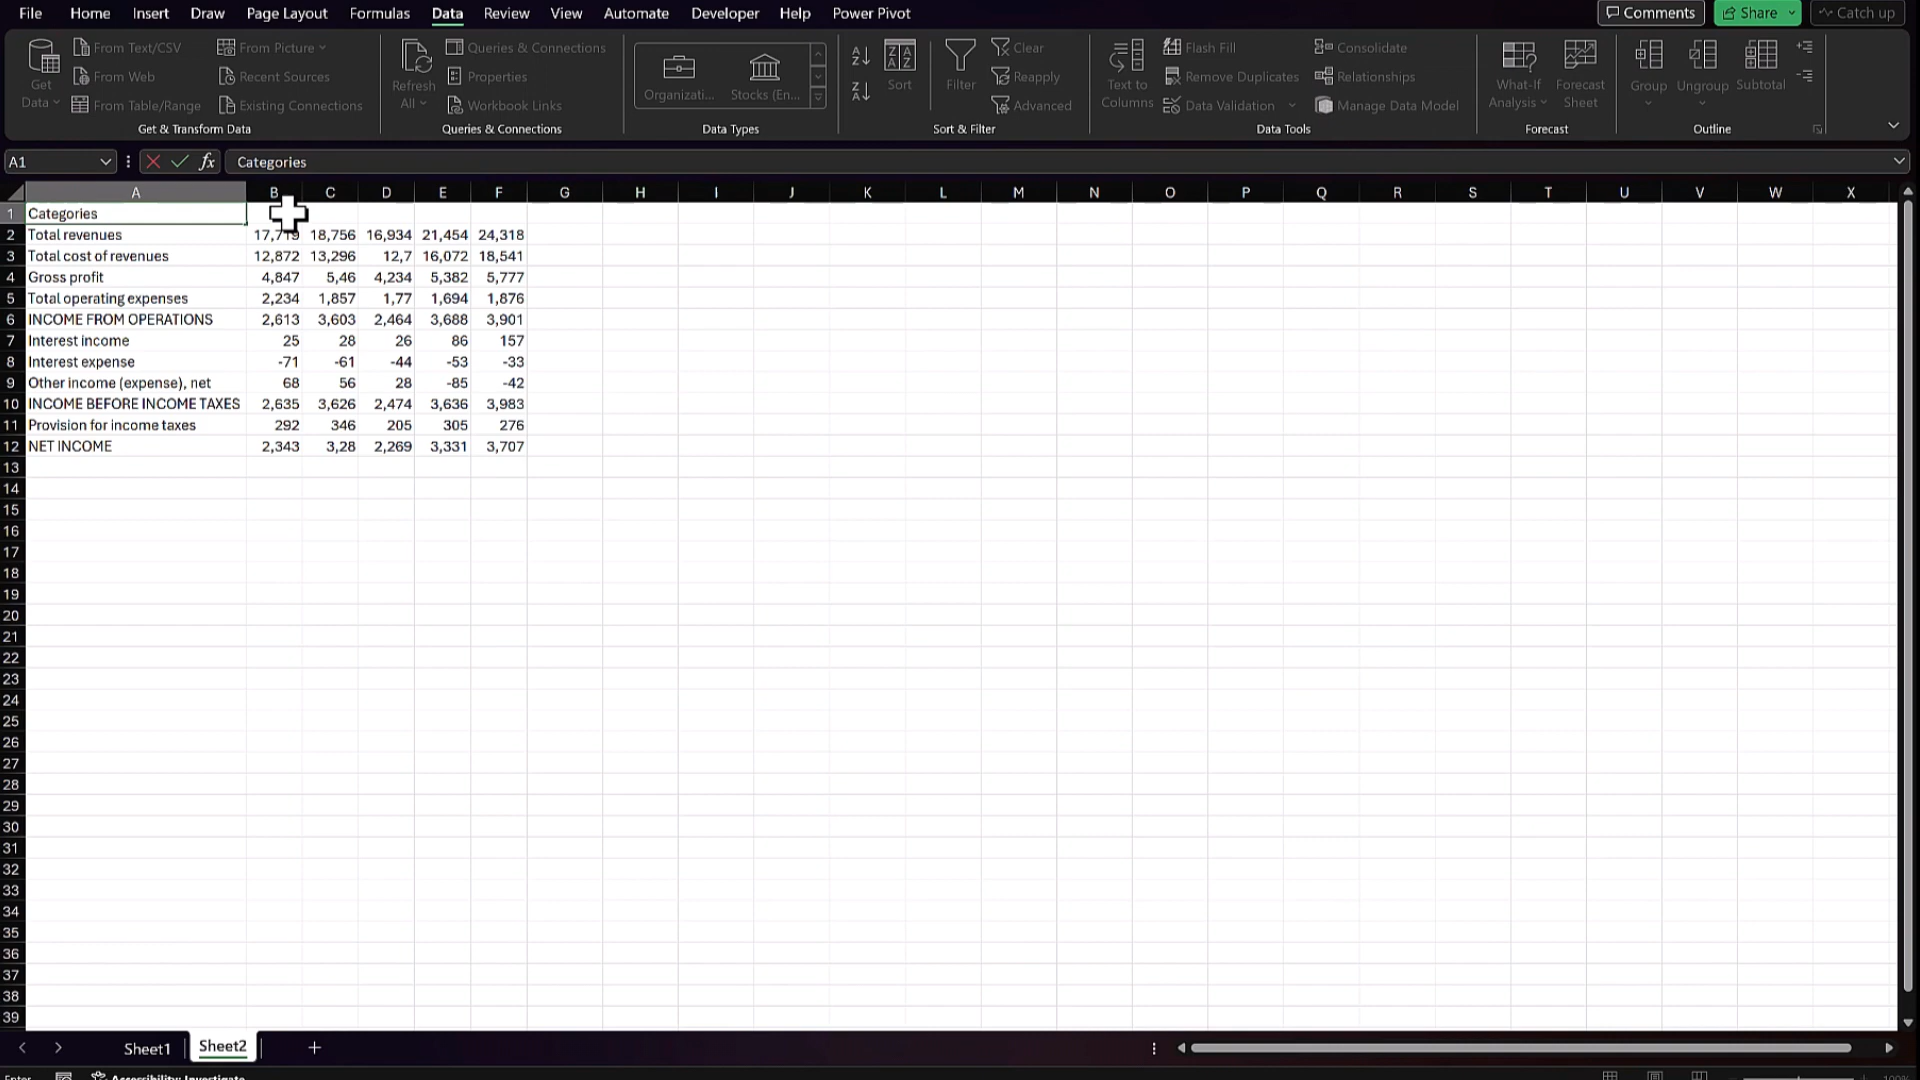 File Home Insert Draw Page Layout Formulas Data Review View Automate Developer Help Power Pivot Comments Share Catch up
Get Data
From Text/CSV
From Web
From Table/Range
From Picture
Recent Sources
Existing Connections
Get & Transform Data
Refresh All
Queries & Connections
Properties
Workbook Links
Queries & Connections
Organizati...
Stocks (En...
Data Types
Sort
Filter
Clear
Reapply
Advanced
Sort & Filter
Text to Columns
Flash Fill
Remove Duplicates
Data Validation
Consolidate
Relationships
Manage Data Model
Data Tools
What-If Analysis
Forecast Sheet
Forecast
Group
Ungroup
Subtotal
Outline
A1 fx Categories
A B C D E F G H I J K L M N O P Q R S T U V W X
1 Categories
2 Total revenues 17,719 18,756 16,934 21,454 24,318
3 Total cost of revenues 12,872 13,296 12,7 16,072 18,541
4 Gross profit 4,847 5,46 4,234 5,382 5,777
5 Total operating expenses 2,234 1,857 1,77 1,694 1,876
6 INCOME FROM OPERATIONS 2,613 3,603 2,464 3,688 3,901
7 Interest income 25 28 26 86 157
8 Interest expense -71 -61 -44 -53 -33
9 Other income (expense), net 68 56 28 -85 -42
10 INCOME BEFORE INCOME TAXES 2,635 3,626 2,474 3,636 3,983
11 Provision for income taxes 292 346 205 305 276
12 NET INCOME 2,343 3,28 2,269 3,331 3,707
13
14
15
16
17
18
19
20
21
22
23
24
25
26
27
28
29
30
31
32
33
34
35
36
37
38
39
Sheet1 Sheet2
Enter Accessibility: Investigate 100%